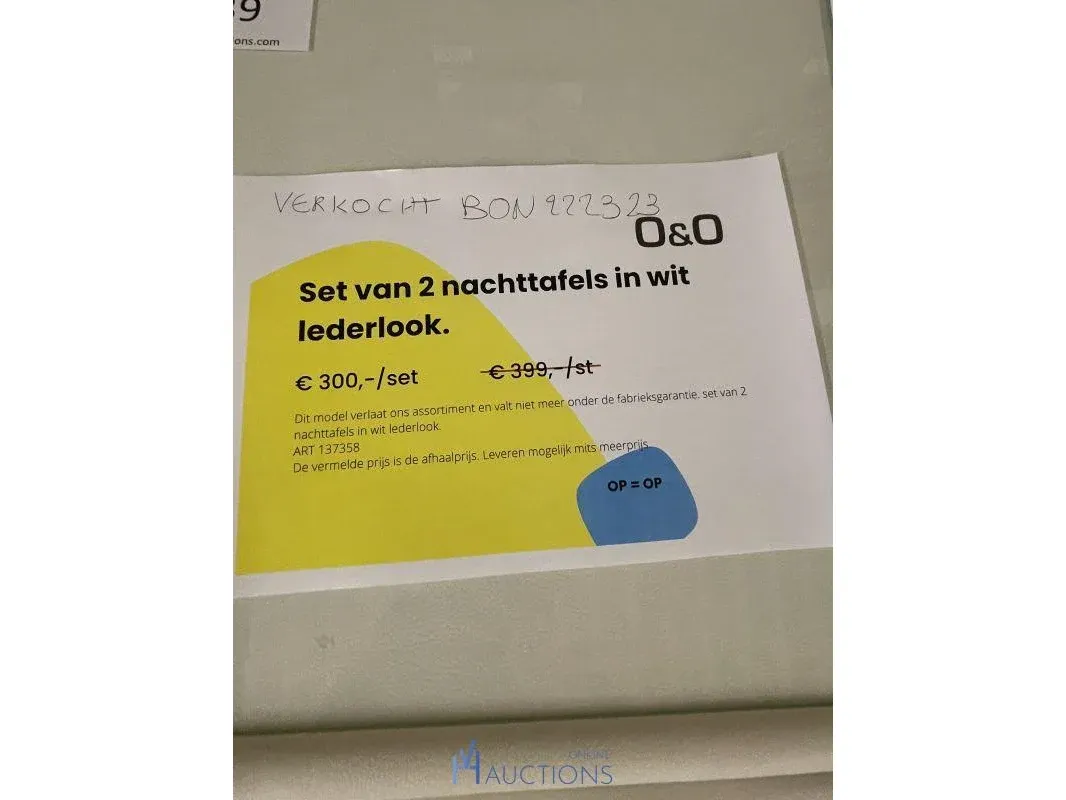 39
ons.com
VERKOCHT BON 222323
O&O
Set van 2 nachttafels in wit
lederlook.
€ 300,-/set € 399,-/st
Dit model verlaat ons assortiment en valt niet meer onder de fabrieksgarantie. set van 2
nachttafels in wit lederlook.
ART 137358
De vermelde prijs is de afhaalprijs. Leveren mogelijk mits meerprijs
OP = OP
ONLINE
AUCTIONS